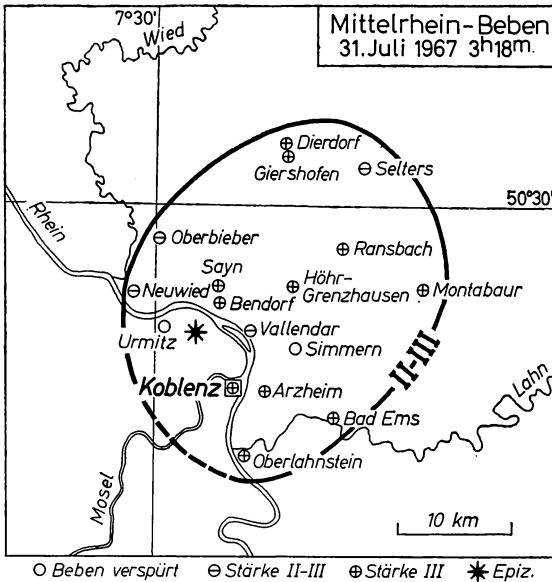 Mittelrhein-Beben
31. Juli 1967 3h18m.
7°30'
Wied
Dierdorf
Giershofen
Selters
50°30'
Rhein
Oberbieber
Ransbach
Sayn
Höhr-
Grenzhausen
Neuwied
Bendorf
Montabaur
Urmitz
Vallendar
Simmern
II-III
Koblenz
Arzheim
Lahn
Bad Ems
Oberlahnstein
Mosel
10 km
Beben verspürt Stärke II-III Stärke III Epiz.